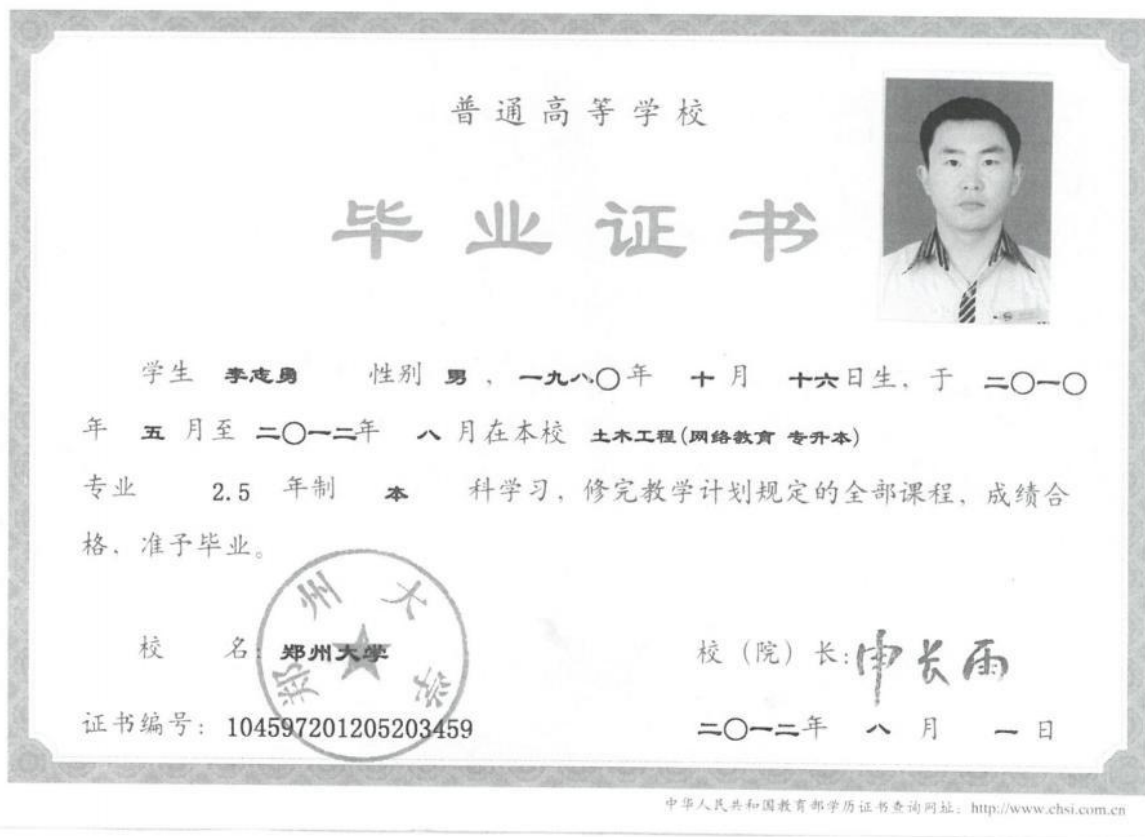 普通高等学校
毕业证书
学生 李志勇 性别 男 ，一九八〇年 十 月 十六日生，于 二〇一〇
年 五 月至 二〇一二年 八 月在本校 土木工程(网络教育 专升本)
专业 2.5 年制 本 科学习，修完教学计划规定的全部课程，成绩合
格，准予毕业。
郑州大学
校 名：郑州大学 校（院）长：申长雨
证书编号：104597201205203459 二〇一二年 八 月 一 日
中华人民共和国教育部学历证书查询网址：http://www.chsi.com.cn